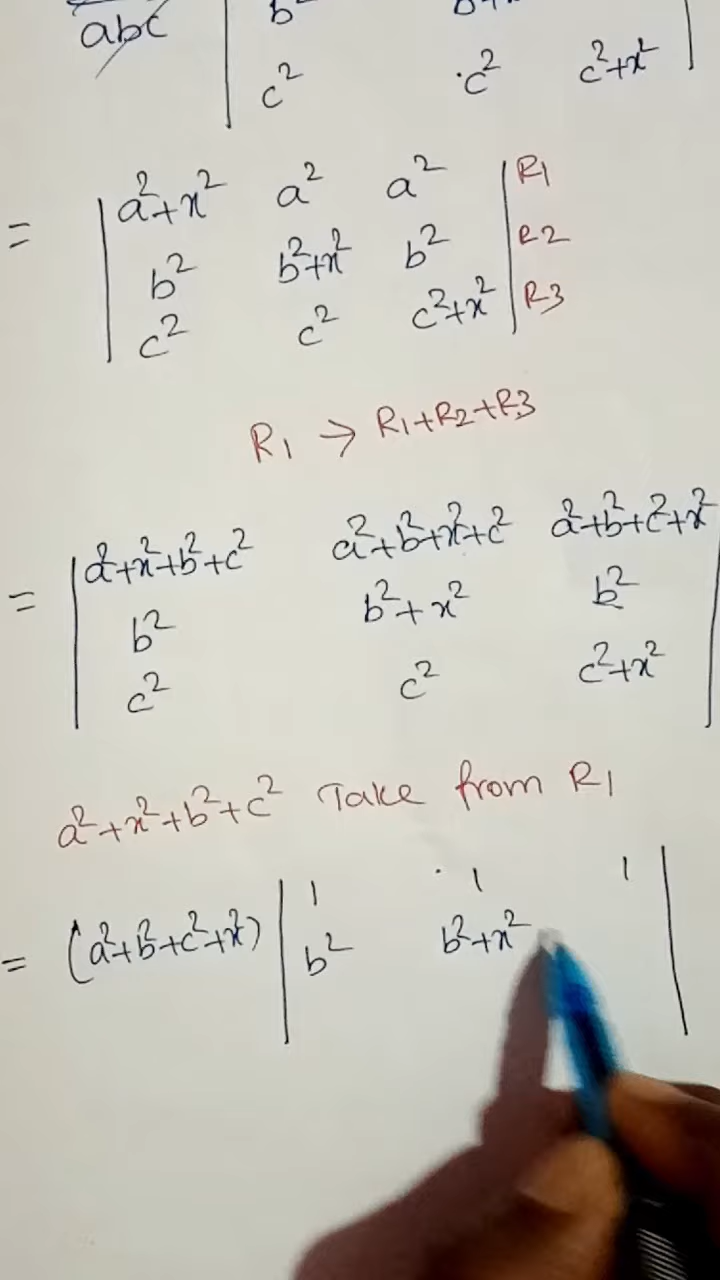 abc | b² b²+x²
c² c² c²+x² |
= | a²+x² a² a² | R1
b² b²+x² b² | R2
c² c² c²+x² | R3
R1 → R1+R2+R3
= | a²+x²+b²+c² a²+b²+x²+c² a²+b²+c²+x²
b² b²+x² b²
c² c² c²+x² |
a²+x²+b²+c² Take from R1
= (a²+b²+c²+x²) | 1 1 1 |
b² b²+x²